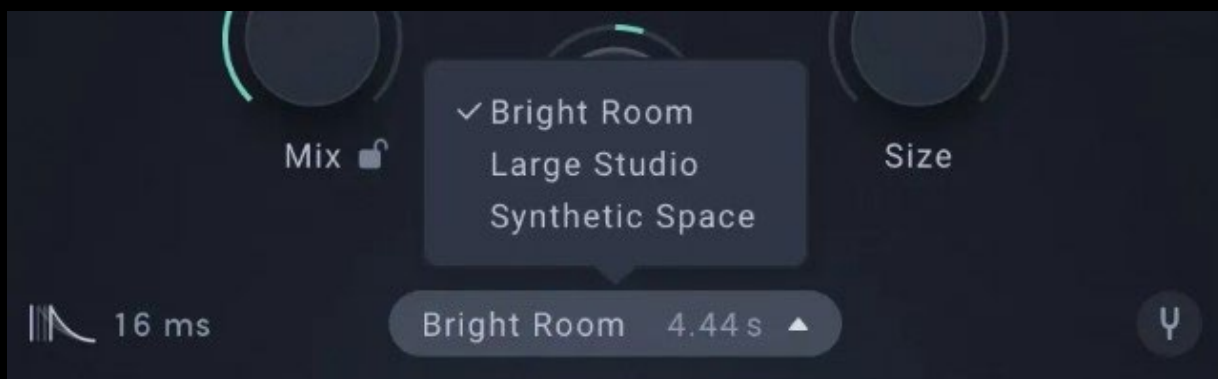 Bright Room
Mix
Large Studio
Size
Synthetic Space
16 ms
Bright Room 4.44 s